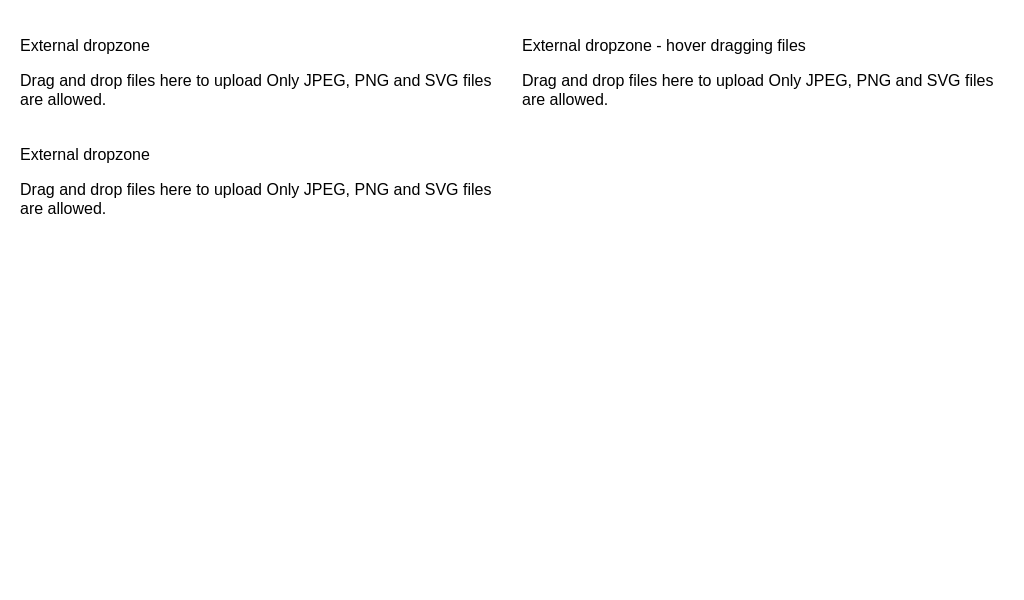 External dropzone
Drag and drop files here to upload Only JPEG, PNG and SVG files
are allowed.
External dropzone - hover dragging files
Drag and drop files here to upload Only JPEG, PNG and SVG files
are allowed.
External dropzone
Drag and drop files here to upload Only JPEG, PNG and SVG files
are allowed.